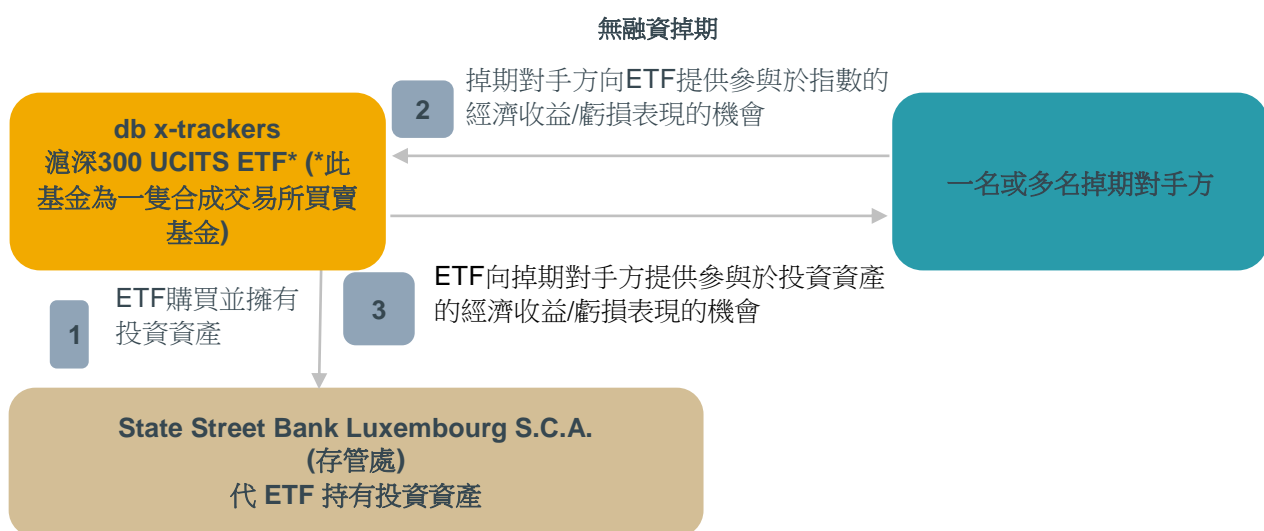 無融資掉期
2
掉期對手方向ETF提供參與於指數的
經濟收益/虧損表現的機會
db x-trackers
滬深300 UCITS ETF* (*此
基金為一隻合成交易所買賣
基金)
一名或多名掉期對手方
1
ETF購買並擁有
投資資產
3
ETF向掉期對手方提供參與於投資資產
的經濟收益/虧損表現的機會
State Street Bank Luxembourg S.C.A.
(存管處)
代 ETF 持有投資資產